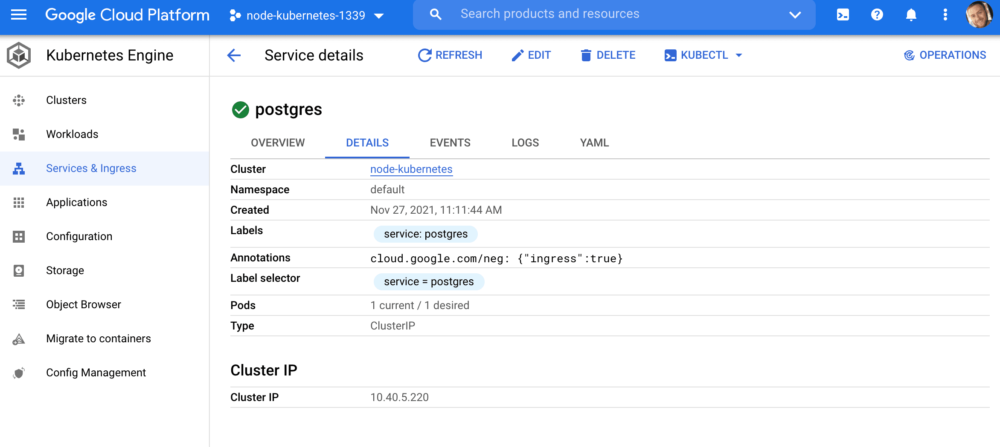 Google Cloud Platform
node-kubernetes-1339
Search products and resources
Kubernetes Engine
Service details
REFRESH
EDIT
DELETE
KUBECTL
OPERATIONS
Clusters
Workloads
Services & Ingress
Applications
Configuration
Storage
Object Browser
Migrate to containers
Config Management
postgres
OVERVIEW DETAILS EVENTS LOGS YAML
Cluster node-kubernetes
Namespace default
Created Nov 27, 2021, 11:11:44 AM
Labels service: postgres
Annotations cloud.google.com/neg: {"ingress":true}
Label selector service = postgres
Pods 1 current / 1 desired
Type ClusterIP
Cluster IP
Cluster IP 10.40.5.220